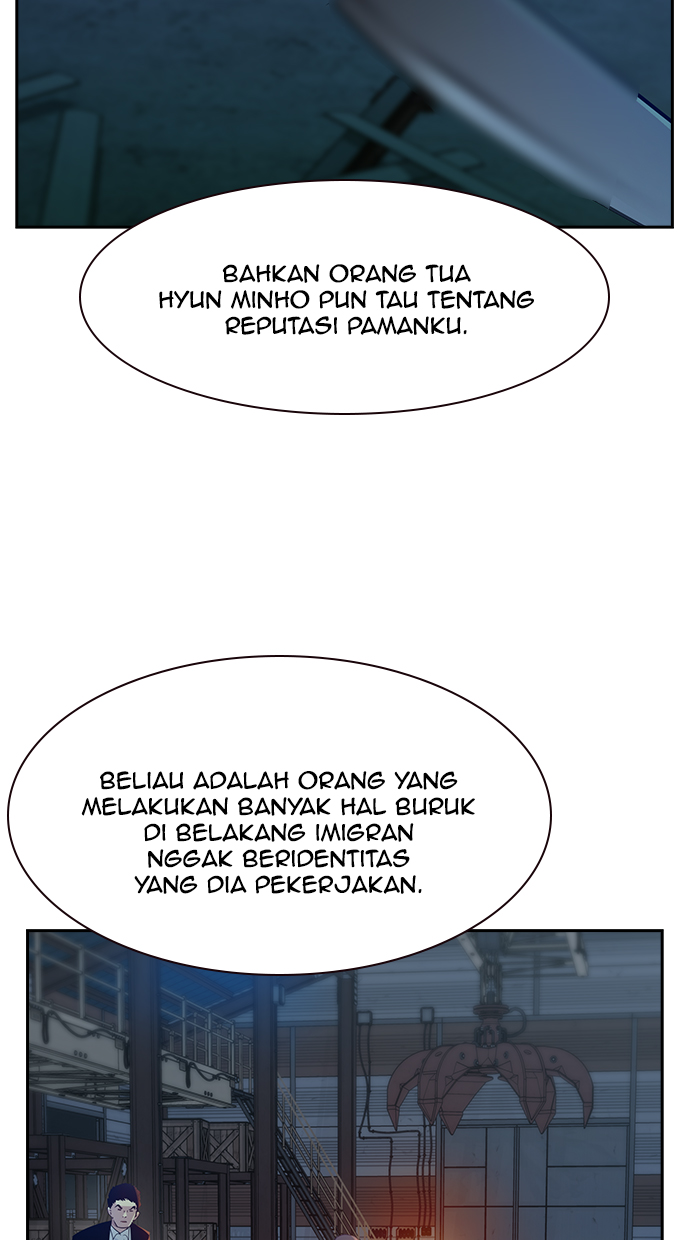 BAHKAN ORANG TUA
HYUN MINHO PUN TAU TENTANG
REPUTASI PAMANKU.
BELIAU ADALAH ORANG YANG
MELAKUKAN BANYAK HAL BURUK
DI BELAKANG IMIGRAN
NGGAK BERIDENTITAS
YANG DIA PEKERJAKAN.